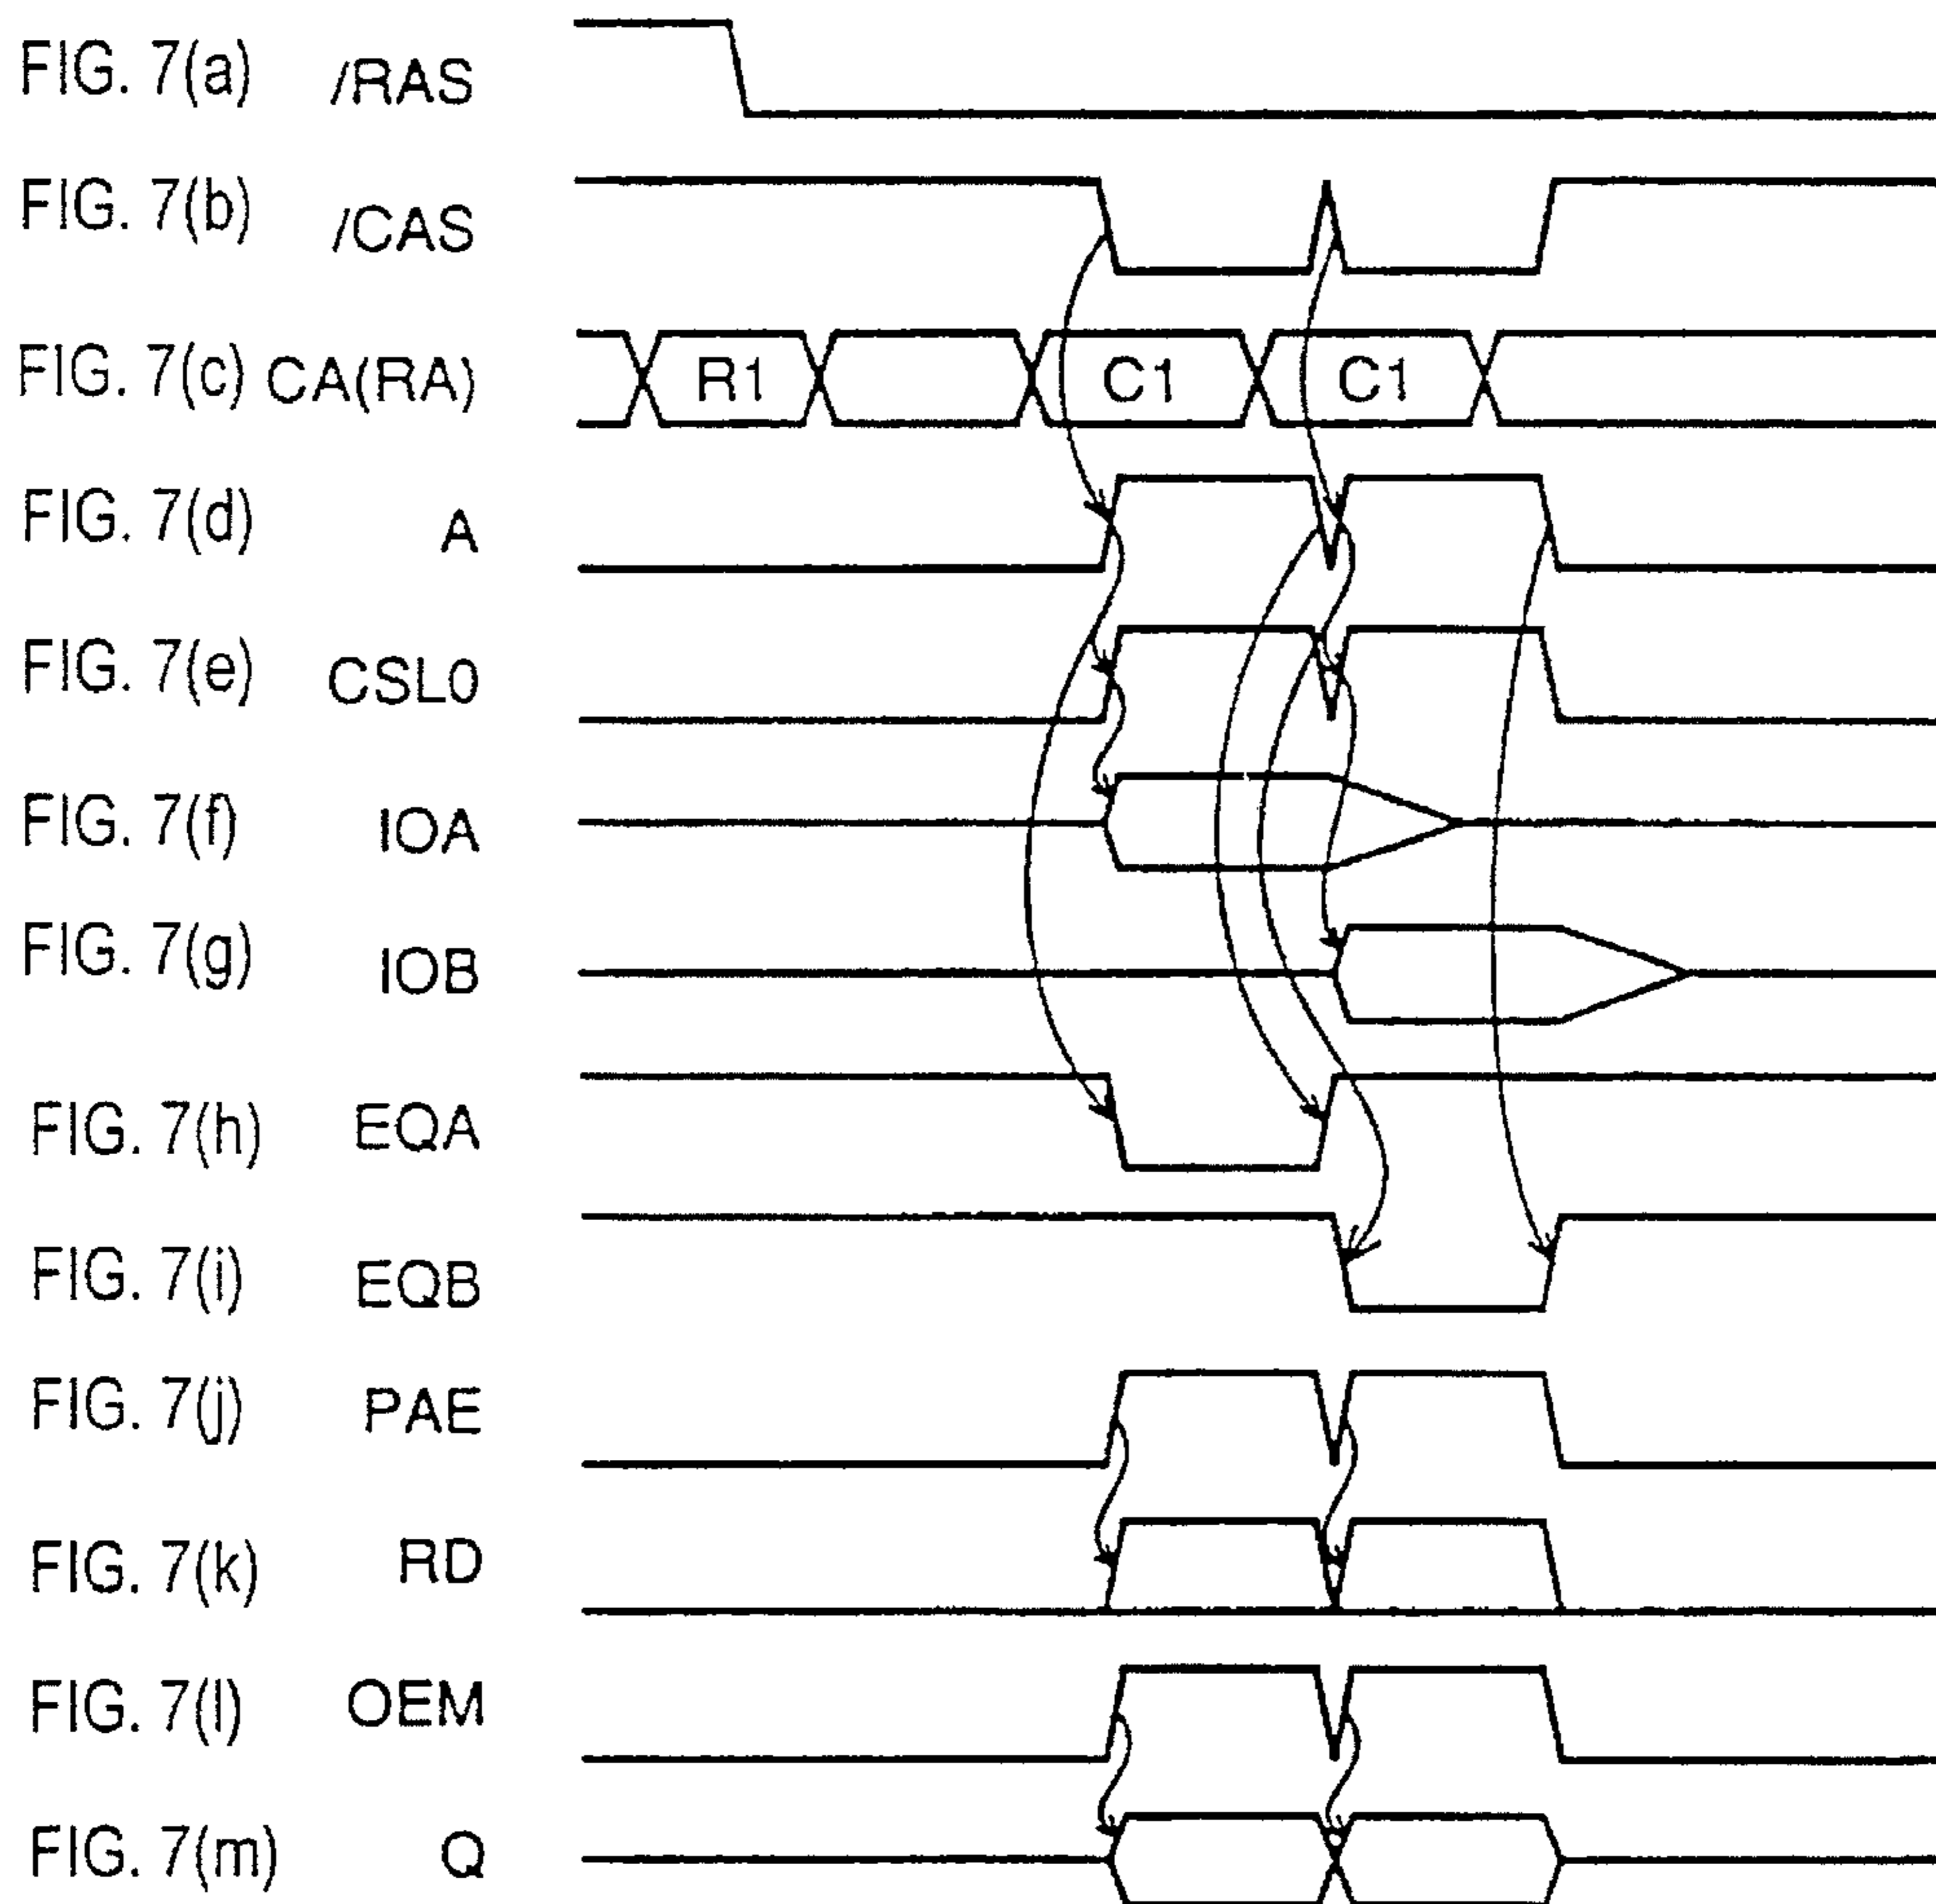 FIG. 7(a) /RAS
FIG. 7(b) /CAS
FIG. 7(c) CA(RA) R1 C1 C1
FIG. 7(d) A
FIG. 7(e) CSL0
FIG. 7(f) IOA
FIG. 7(g) IOB
FIG. 7(h) EQA
FIG. 7(i) EQB
FIG. 7(j) PAE
FIG. 7(k) RD
FIG. 7(l) OEM
FIG. 7(m) Q